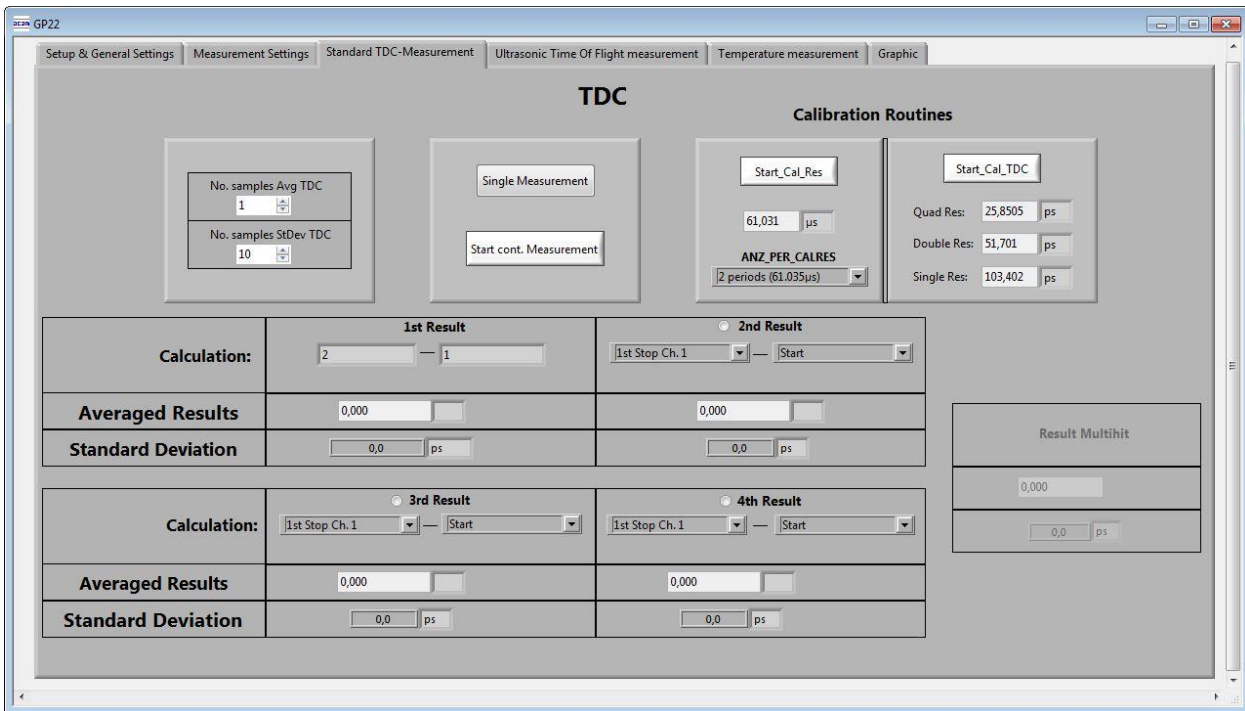 acam GP22
Setup & General Settings Measurement Settings Standard TDC-Measurement Ultrasonic Time Of Flight measurement Temperature measurement Graphic
TDC
Calibration Routines
No. samples Avg TDC
1
No. samples StDev TDC
10
Single Measurement
Start cont. Measurement
Start_Cal_Res
61,031 µs
ANZ_PER_CALRES
2 periods (61.035µs)
Start_Cal_TDC
Quad Res: 25,8505 ps
Double Res: 51,701 ps
Single Res: 103,402 ps
1st Result 2nd Result
Calculation: 2 — 1 1st Stop Ch. 1 — Start
Averaged Results 0,000 0,000
Standard Deviation 0,0 ps 0,0 ps
3rd Result 4th Result
Calculation: 1st Stop Ch. 1 — Start 1st Stop Ch. 1 — Start
Averaged Results 0,000 0,000
Standard Deviation 0,0 ps 0,0 ps
Result Multihit
0,000
0,0 ps